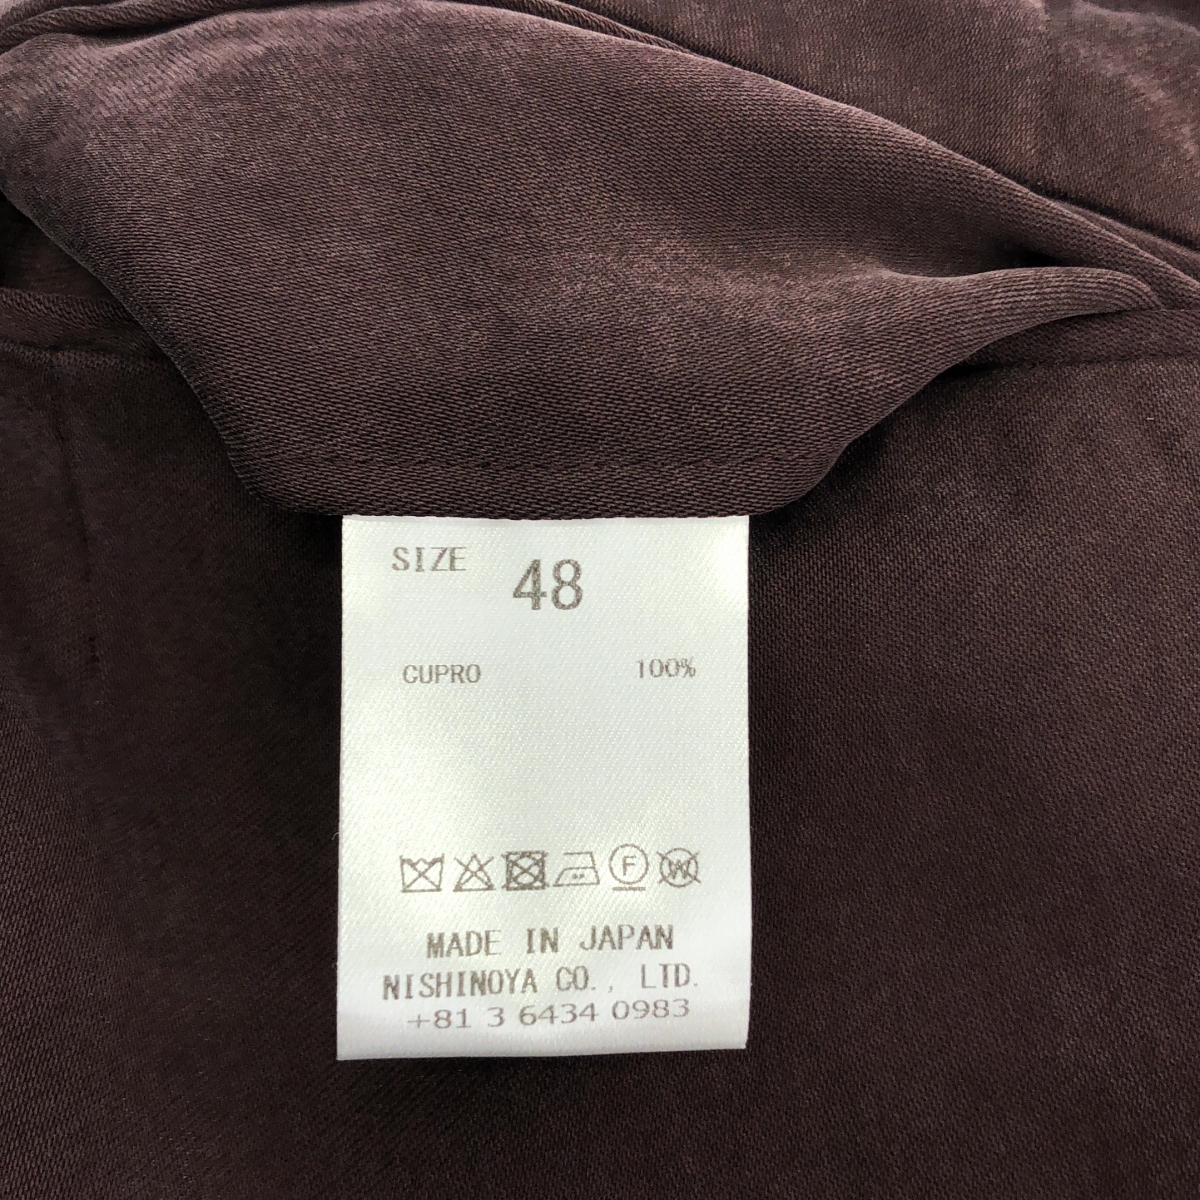 SIZE 48
CUPRO 100%
F W
MADE IN JAPAN
NISHINOYA CO., LTD.
+81 3 6434 0983